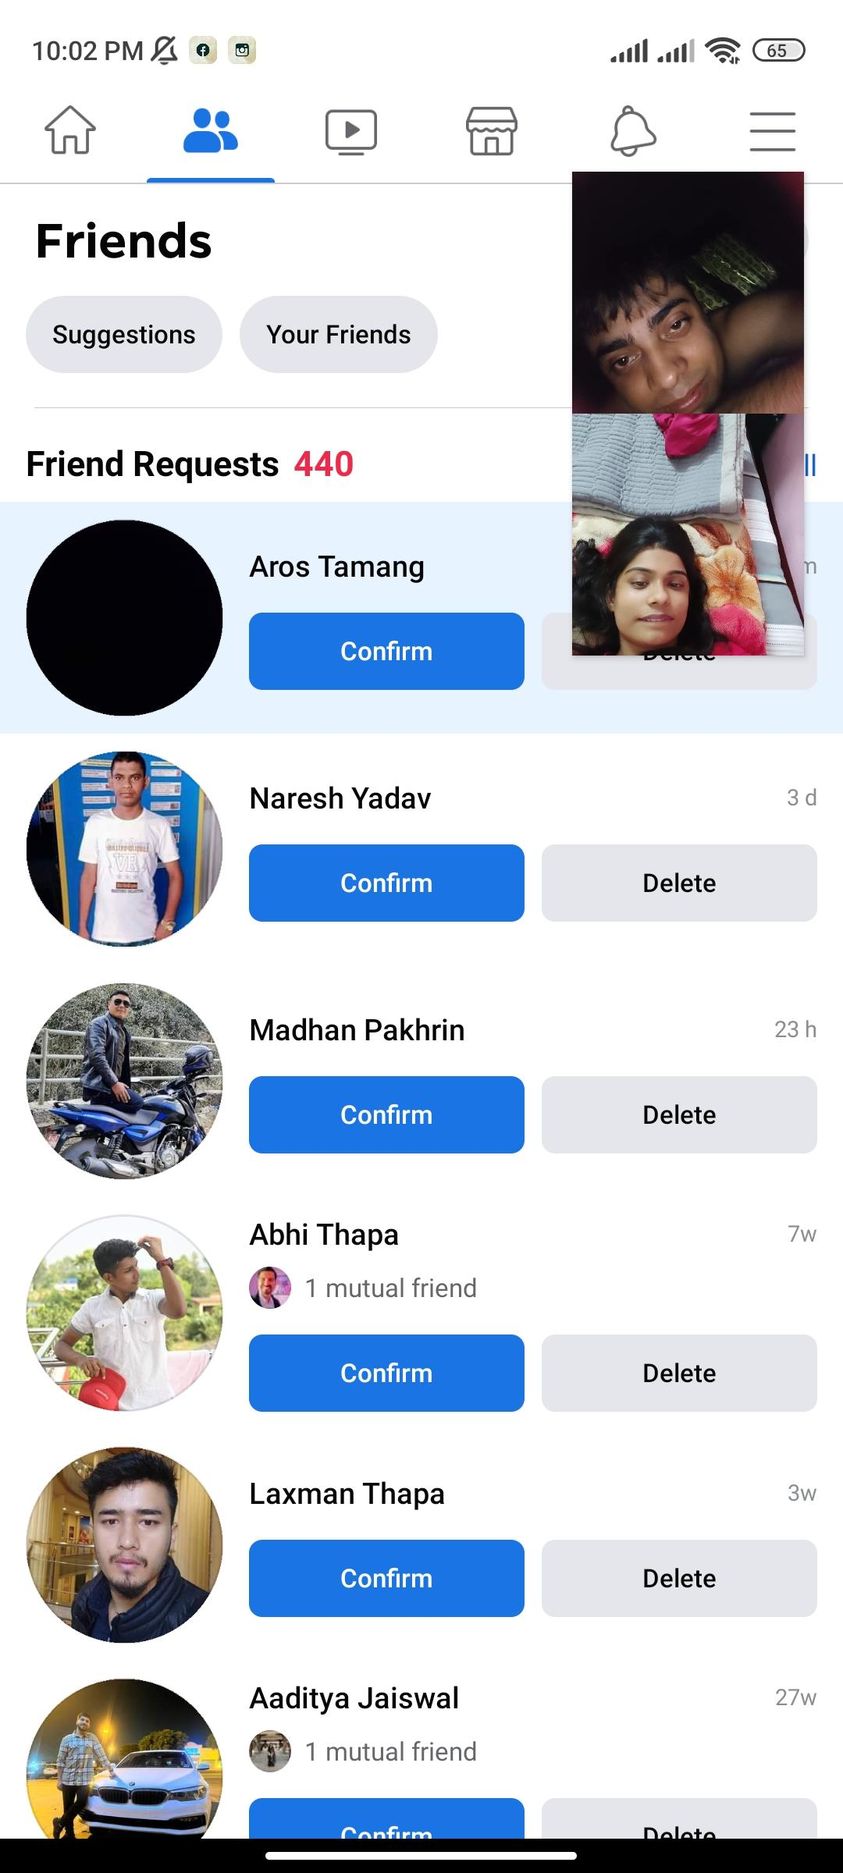 10:02 PM
65
Friends
Suggestions
Your Friends
Friend Requests 440
ll
Aros Tamang
m
Confirm
Delete
Naresh Yadav
3 d
Confirm
Delete
Madhan Pakhrin
23 h
Confirm
Delete
Abhi Thapa
7w
1 mutual friend
Confirm
Delete
Laxman Thapa
3w
Confirm
Delete
Aaditya Jaiswal
27w
1 mutual friend
Confirm
Delete